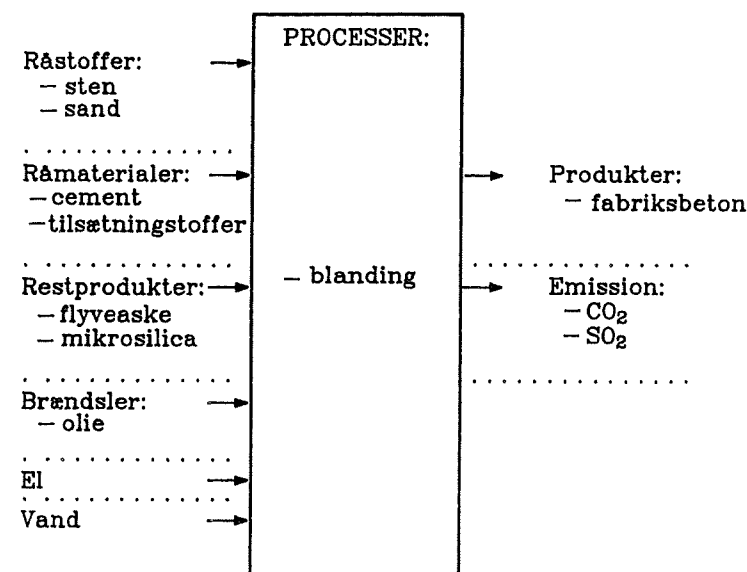 Råstoffer:
– sten
– sand
Råmaterialer:
– cement
– tilsætningstoffer
Restprodukter:
– flyveaske
– mikrosilica
Brændsler:
– olie
El
Vand
PROCESSER:
– blanding
Produkter:
– fabriksbeton
Emission:
– CO₂
– SO₂